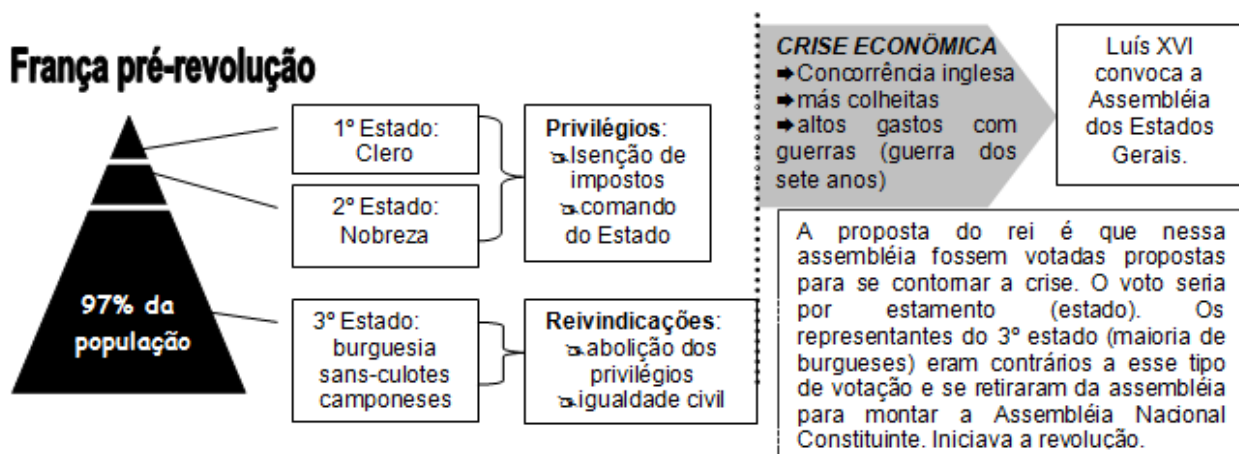 França pré-revolução
97% da
população
1º Estado:
Clero
2º Estado:
Nobreza
Privilégios:
Isenção de
impostos
comando
do Estado
3º Estado:
burguesia
sans-culotes
camponeses
Reivindicações:
abolição dos
privilégios
igualdade civil
CRISE ECONÔMICA
➡Concorrência inglesa
➡más colheitas
➡altos gastos com
guerras (guerra dos
sete anos)
Luís XVI
convoca a
Assembléia
dos Estados
Gerais.
A proposta do rei é que nessa
assembléia fossem votadas propostas
para se contornar a crise. O voto seria
por estamento (estado). Os
representantes do 3º estado (maioria de
burgueses) eram contrários a esse tipo
de votação e se retiraram da assembléia
para montar a Assembléia Nacional
Constituinte. Iniciava a revolução.